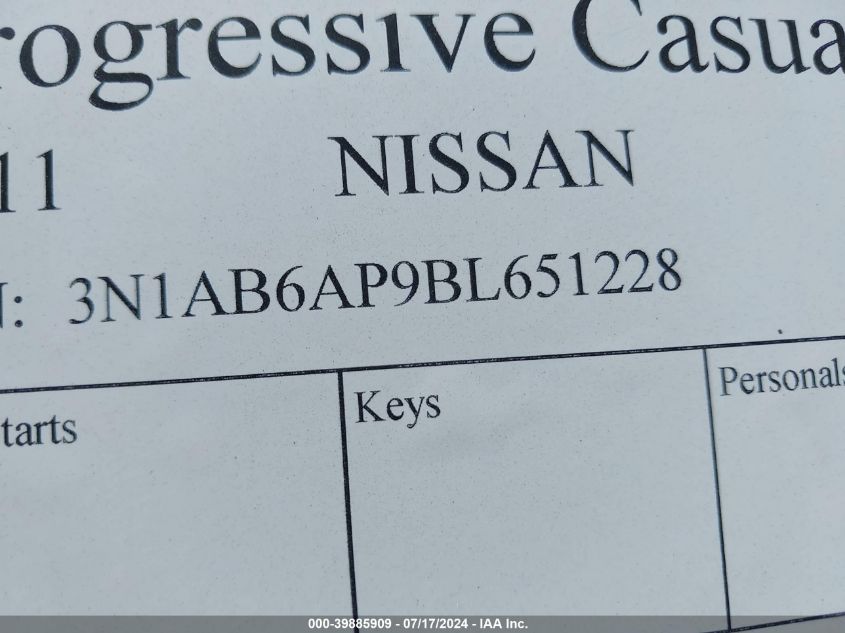 rogressive Casua
11 NISSAN
N: 3N1AB6AP9BL651228
tarts Keys Personals
000-39885909 - 07/17/2024 - IAA Inc.